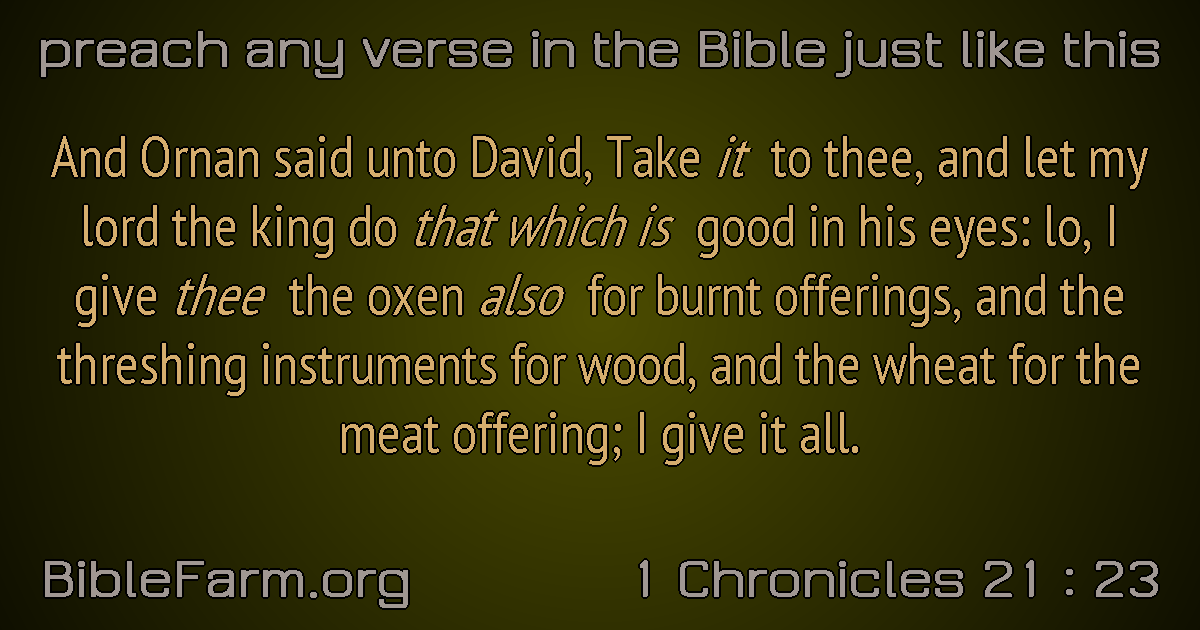 preach any verse in the Bible just like this
And Ornan said unto David, Take it to thee, and let my
lord the king do that which is good in his eyes: lo, I
give thee the oxen also for burnt offerings, and the
threshing instruments for wood, and the wheat for the
meat offering; I give it all.
BibleFarm.org 1 Chronicles 21 : 23